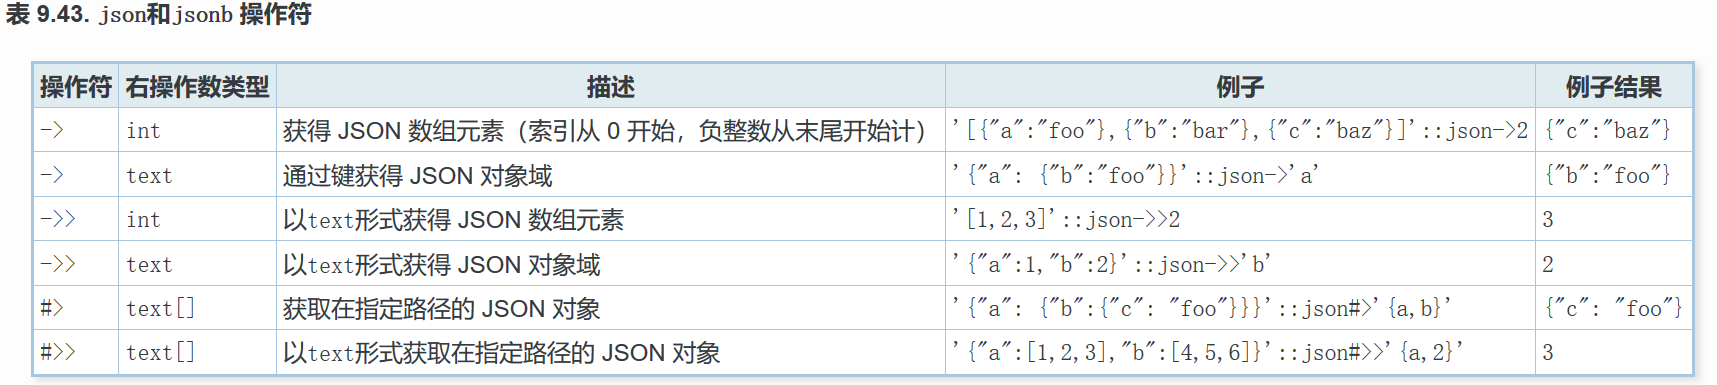 表 9.43. json和jsonb 操作符
操作符 右操作数类型 描述 例子 例子结果
-> int 获得 JSON 数组元素（索引从 0 开始，负整数从末尾开始计） '[{"a":"foo"},{"b":"bar"},{"c":"baz"}]'::json->2 {"c":"baz"}
-> text 通过键获得 JSON 对象域 '{"a": {"b":"foo"}}'::json->'a' {"b":"foo"}
->> int 以text形式获得 JSON 数组元素 '[1,2,3]'::json->>2 3
->> text 以text形式获得 JSON 对象域 '{"a":1,"b":2}'::json->>'b' 2
#> text[] 获取在指定路径的 JSON 对象 '{"a": {"b":{"c": "foo"}}}'::json#>'{a,b}' {"c": "foo"}
#>> text[] 以text形式获取在指定路径的 JSON 对象 '{"a":[1,2,3],"b":[4,5,6]}'::json#>>'{a,2}' 3